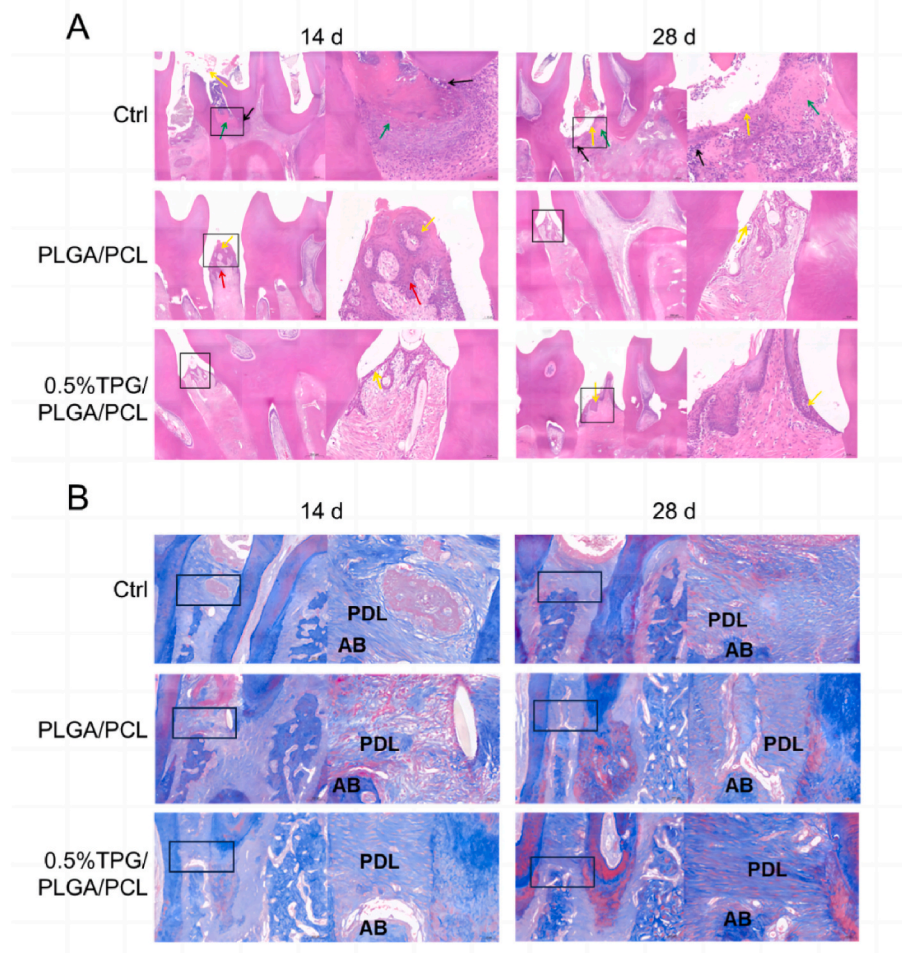 A
14 d
28 d
Ctrl
PLGA/PCL
0.5%TPG/
PLGA/PCL
B
14 d
28 d
Ctrl
PDL
AB
PDL
AB
PLGA/PCL
PDL
AB
PDL
AB
0.5%TPG/
PLGA/PCL
PDL
AB
PDL
AB